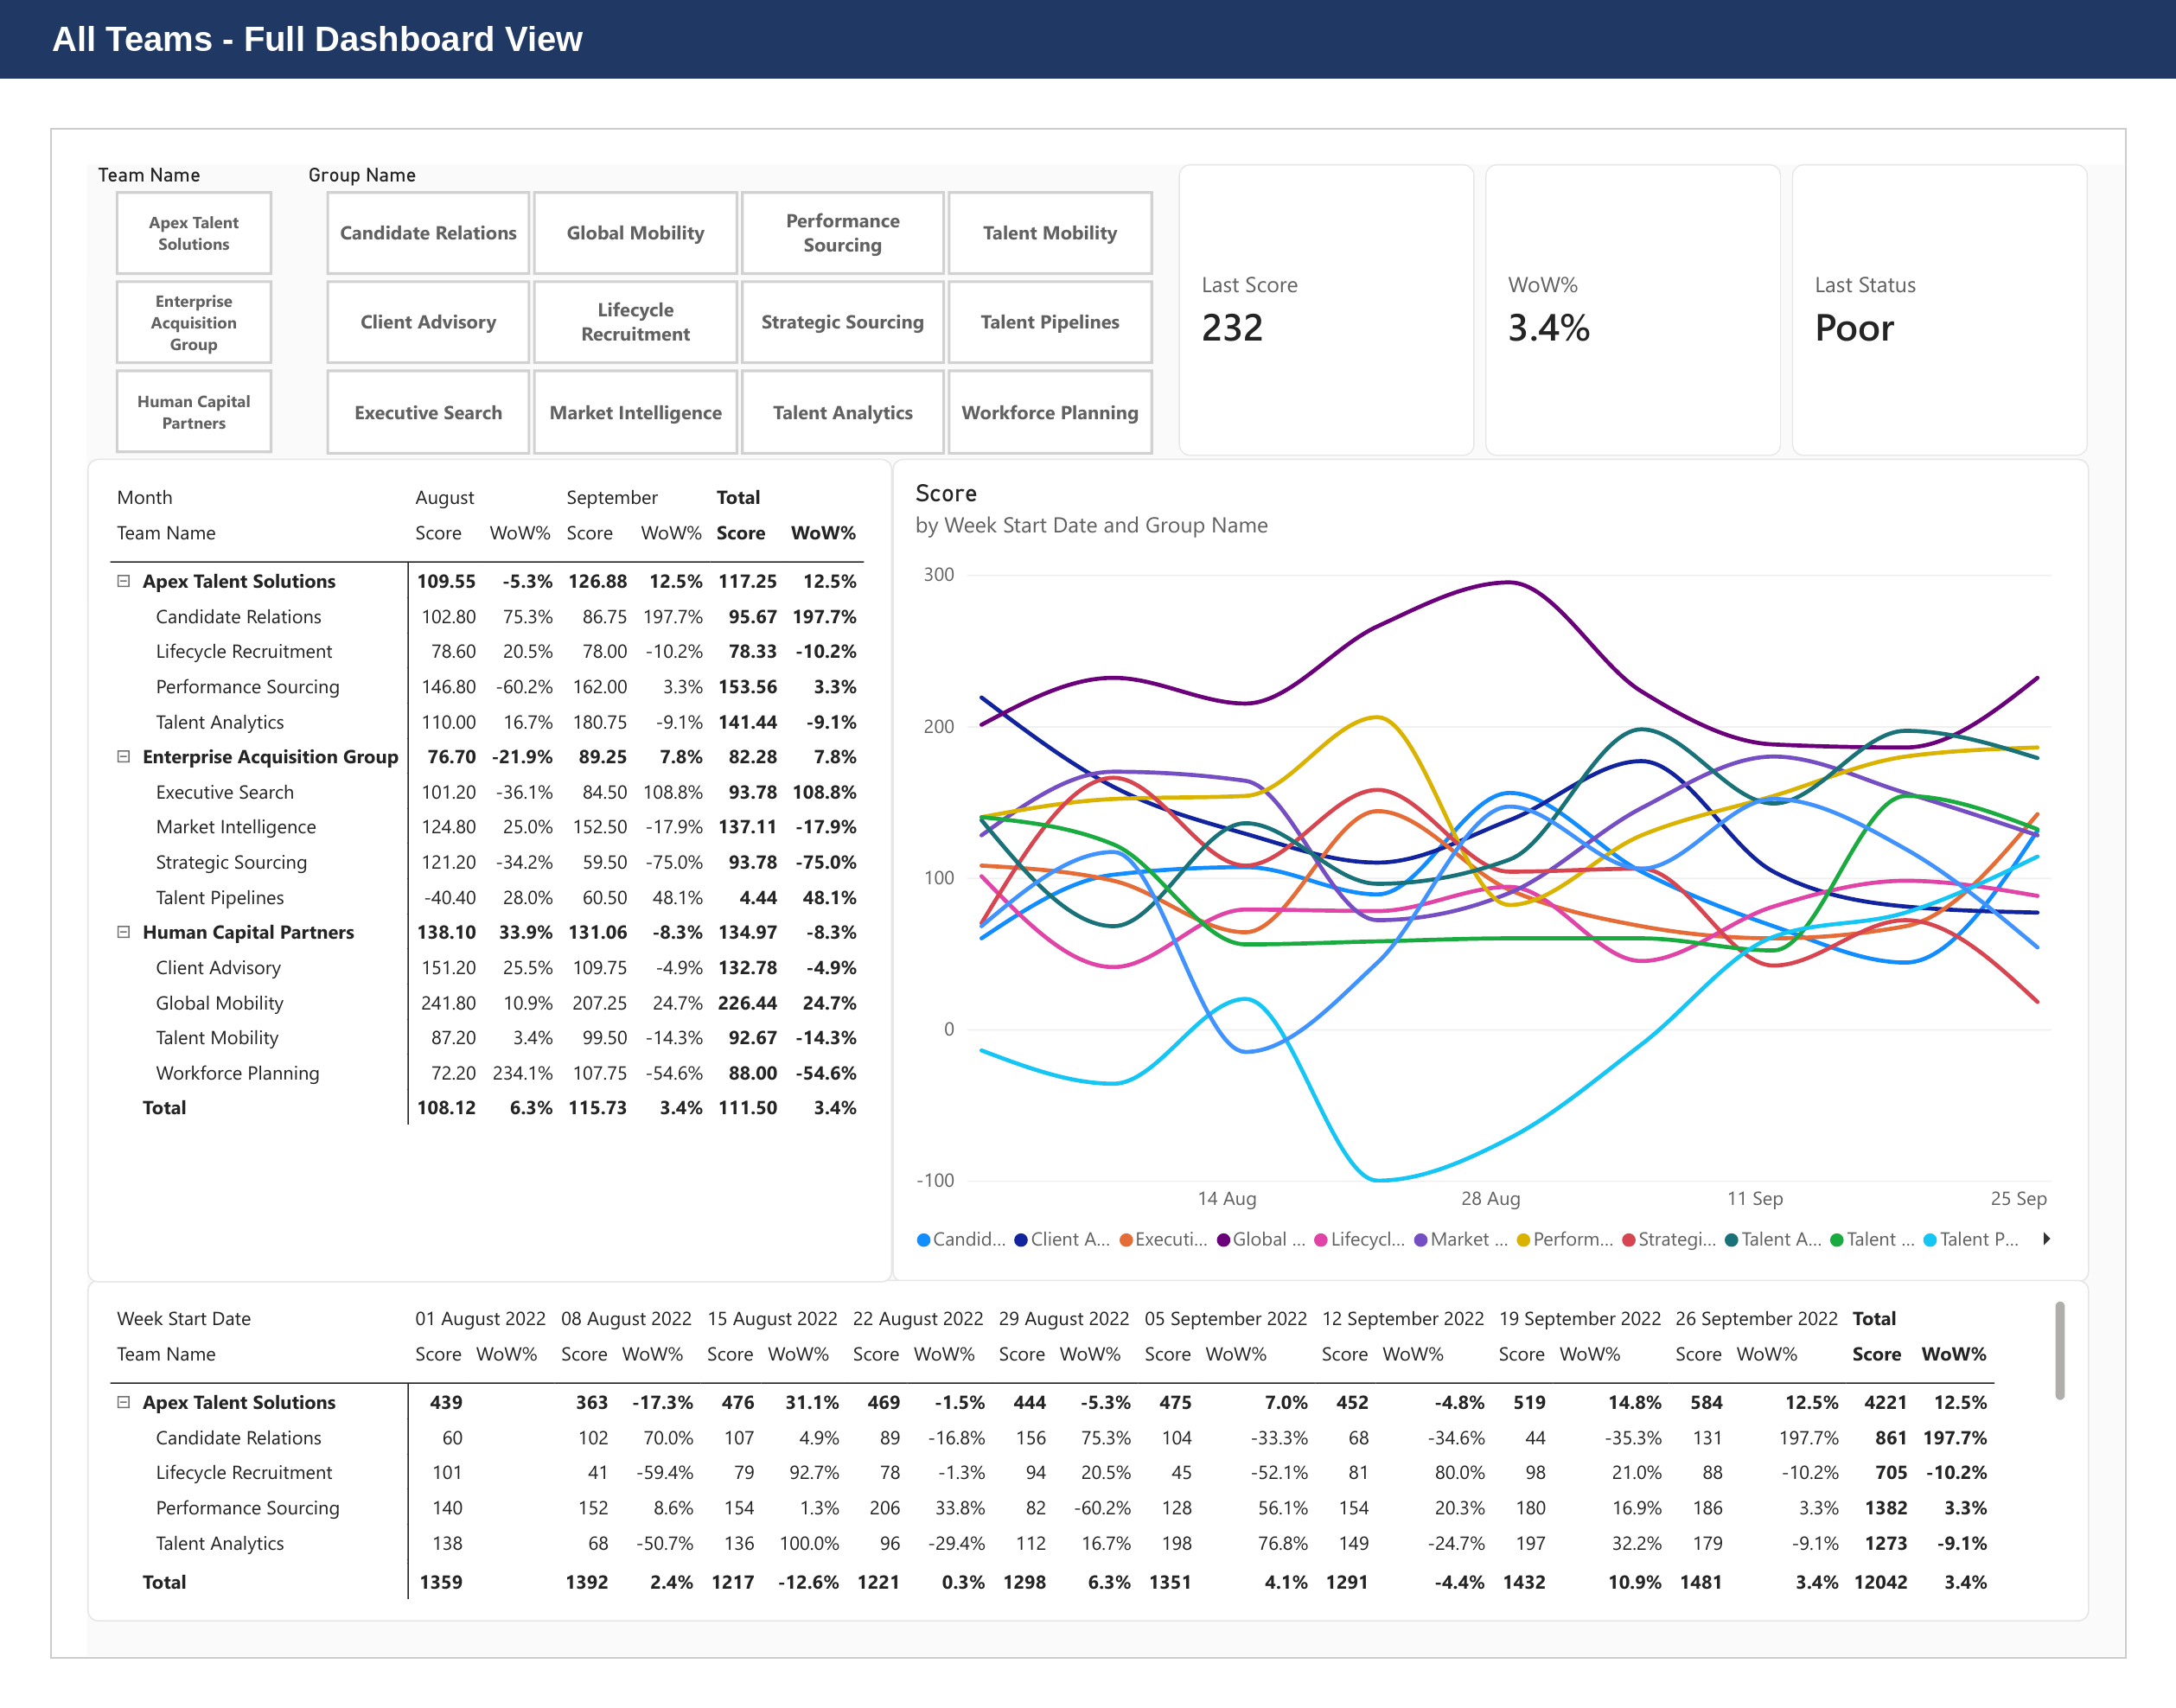 All Teams - Full Dashboard View
Team Name
Apex Talent
Solutions
Enterprise
Acquisition
Group
Human Capital
Partners
Group Name
Candidate Relations
Global Mobility
Performance
Sourcing
Talent Mobility
Client Advisory
Lifecycle
Recruitment
Strategic Sourcing
Talent Pipelines
Executive Search
Market Intelligence
Talent Analytics
Workforce Planning
Last Score
232
WoW%
3.4%
Last Status
Poor
Month August September Total
Team Name Score WoW% Score WoW% Score WoW%
Apex Talent Solutions 109.55 -5.3% 126.88 12.5% 117.25 12.5%
Candidate Relations 102.80 75.3% 86.75 197.7% 95.67 197.7%
Lifecycle Recruitment 78.60 20.5% 78.00 -10.2% 78.33 -10.2%
Performance Sourcing 146.80 -60.2% 162.00 3.3% 153.56 3.3%
Talent Analytics 110.00 16.7% 180.75 -9.1% 141.44 -9.1%
Enterprise Acquisition Group 76.70 -21.9% 89.25 7.8% 82.28 7.8%
Executive Search 101.20 -36.1% 84.50 108.8% 93.78 108.8%
Market Intelligence 124.80 25.0% 152.50 -17.9% 137.11 -17.9%
Strategic Sourcing 121.20 -34.2% 59.50 -75.0% 93.78 -75.0%
Talent Pipelines -40.40 28.0% 60.50 48.1% 4.44 48.1%
Human Capital Partners 138.10 33.9% 131.06 -8.3% 134.97 -8.3%
Client Advisory 151.20 25.5% 109.75 -4.9% 132.78 -4.9%
Global Mobility 241.80 10.9% 207.25 24.7% 226.44 24.7%
Talent Mobility 87.20 3.4% 99.50 -14.3% 92.67 -14.3%
Workforce Planning 72.20 234.1% 107.75 -54.6% 88.00 -54.6%
Total 108.12 6.3% 115.73 3.4% 111.50 3.4%
Score
by Week Start Date and Group Name
300
200
100
0
-100
14 Aug 28 Aug 11 Sep 25 Sep
Candid... Client A... Executi... Global ... Lifecycl... Market ... Perform... Strategi... Talent A... Talent ... Talent P...
Week Start Date 01 August 2022 08 August 2022 15 August 2022 22 August 2022 29 August 2022 05 September 2022 12 September 2022 19 September 2022 26 September 2022 Total
Team Name Score WoW% Score WoW% Score WoW% Score WoW% Score WoW% Score WoW% Score WoW% Score WoW% Score WoW% Score WoW%
Apex Talent Solutions 439 363 -17.3% 476 31.1% 469 -1.5% 444 -5.3% 475 7.0% 452 -4.8% 519 14.8% 584 12.5% 4221 12.5%
Candidate Relations 60 102 70.0% 107 4.9% 89 -16.8% 156 75.3% 104 -33.3% 68 -34.6% 44 -35.3% 131 197.7% 861 197.7%
Lifecycle Recruitment 101 41 -59.4% 79 92.7% 78 -1.3% 94 20.5% 45 -52.1% 81 80.0% 98 21.0% 88 -10.2% 705 -10.2%
Performance Sourcing 140 152 8.6% 154 1.3% 206 33.8% 82 -60.2% 128 56.1% 154 20.3% 180 16.9% 186 3.3% 1382 3.3%
Talent Analytics 138 68 -50.7% 136 100.0% 96 -29.4% 112 16.7% 198 76.8% 149 -24.7% 197 32.2% 179 -9.1% 1273 -9.1%
Total 1359 1392 2.4% 1217 -12.6% 1221 0.3% 1298 6.3% 1351 4.1% 1291 -4.4% 1432 10.9% 1481 3.4% 12042 3.4%